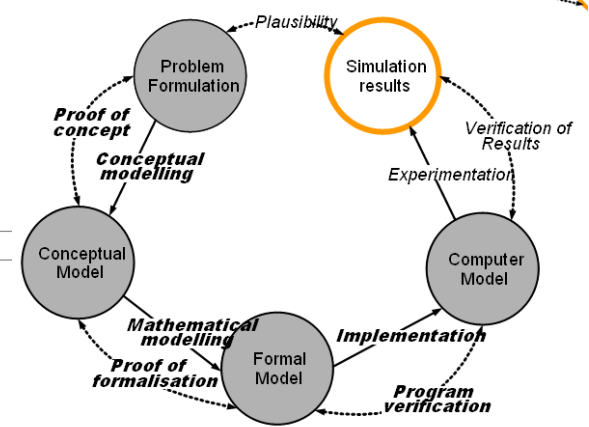 Plausibility
Problem
Formulation
Simulation
results
Proof of
concept
Conceptual
modelling
Verification of
Results
Experimentation
Conceptual
Model
Computer
Model
Mathematical
modelling
Implementation
Proof of
formalisation
Formal
Model
Program
verification